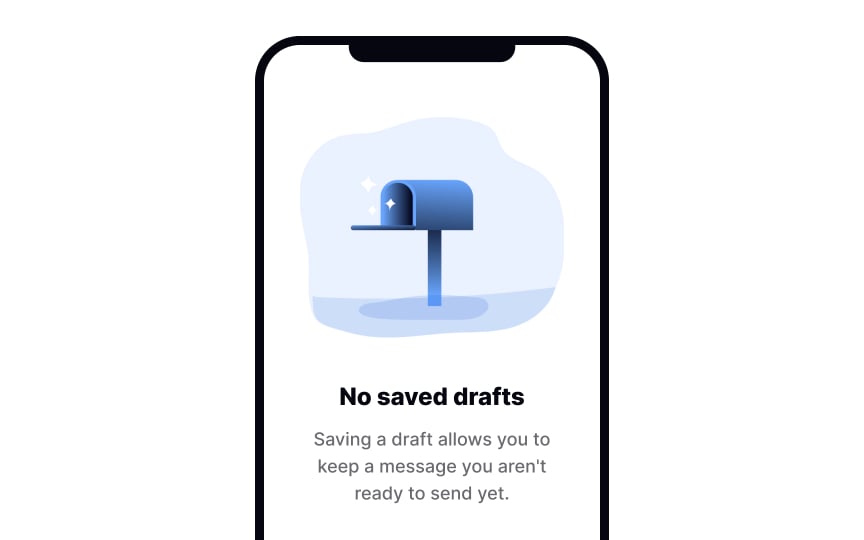 No saved drafts
Saving a draft allows you to
keep a message you aren't
ready to send yet.